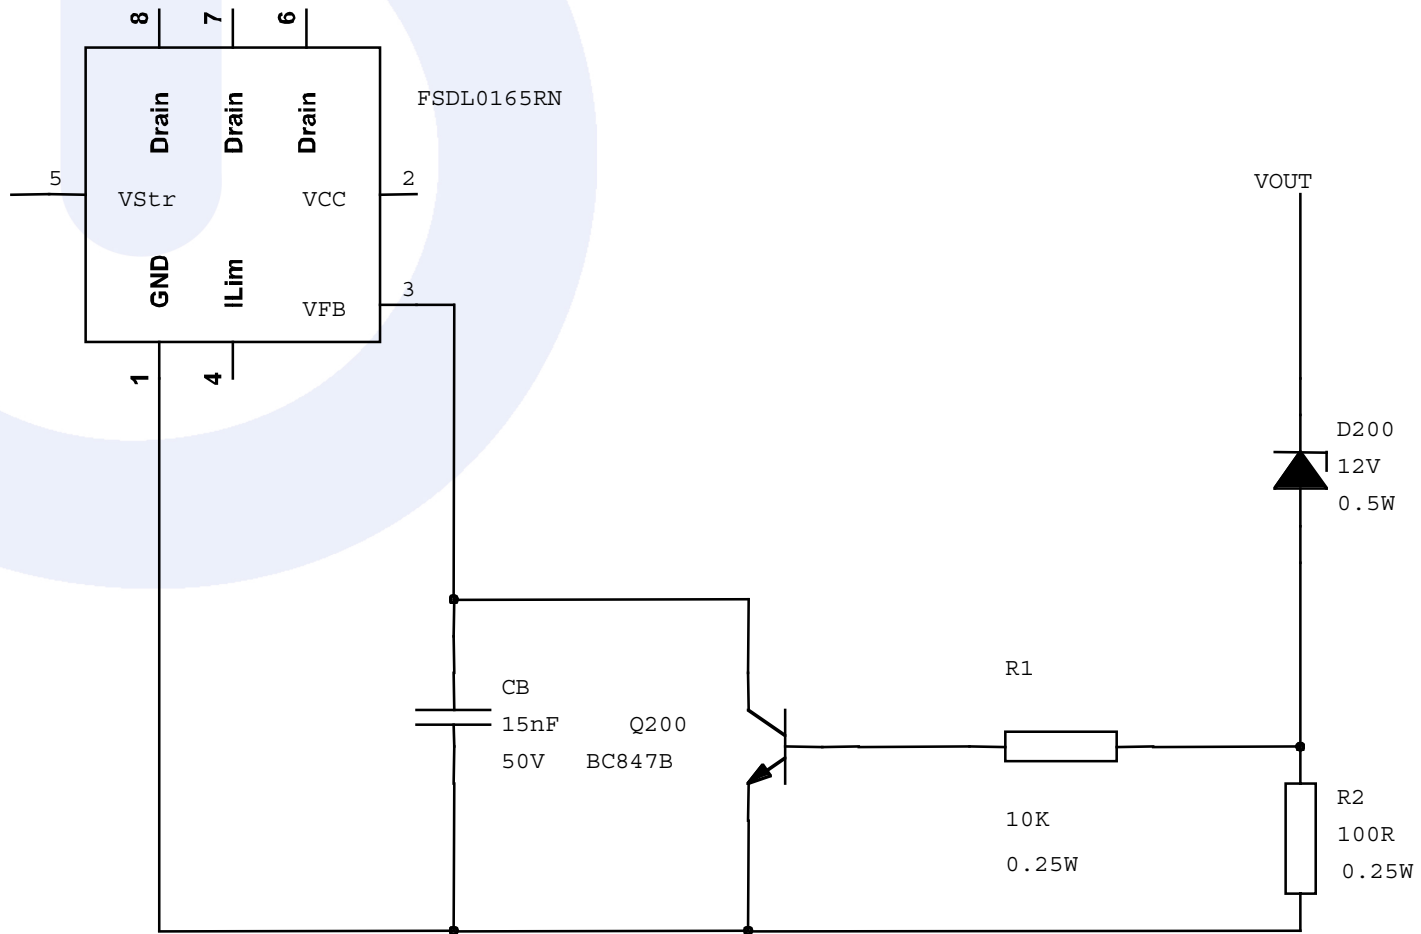 8 7 6
Drain Drain Drain
FSDL0165RN
5 2
VStr VCC
VOUT
GND ILim
3
VFB
1 4
D200
12V
0.5W
R1
CB
15nF Q200
50V BC847B
R2
10K
100R
0.25W
0.25W